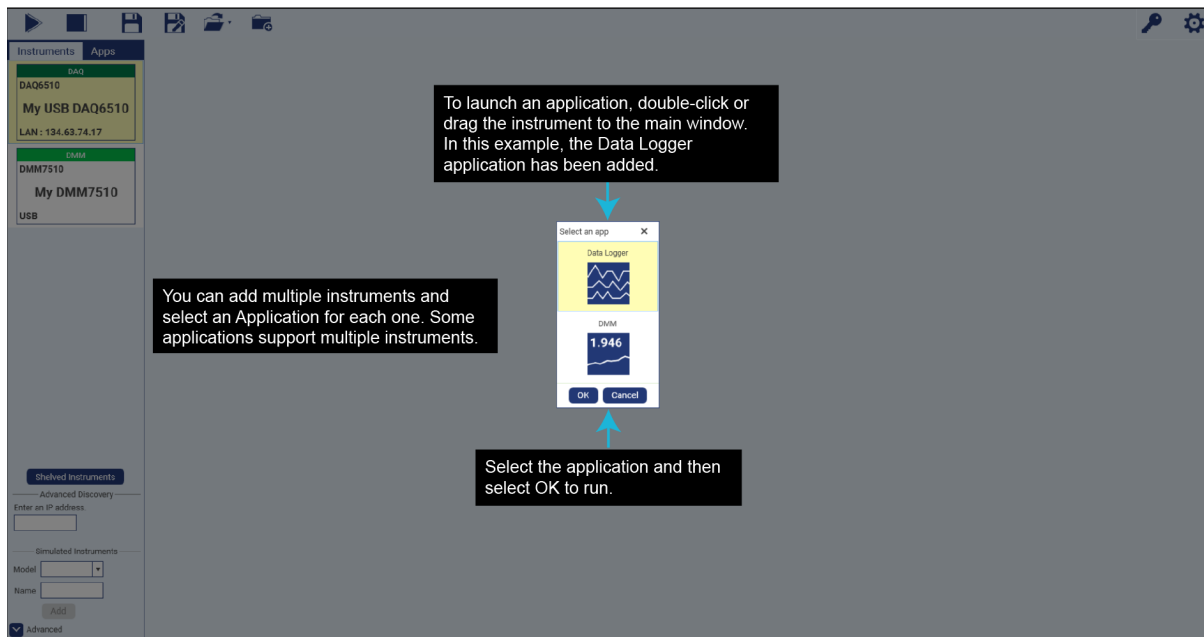 Instruments Apps
DAQ
DAQ6510
My USB DAQ6510
LAN : 134.63.74.17
DMM
DMM7510
My DMM7510
USB
To launch an application, double-click or
drag the instrument to the main window.
In this example, the Data Logger
application has been added.
Select an app
Data Logger
DMM
1.946
OK Cancel
You can add multiple instruments and
select an Application for each one. Some
applications support multiple instruments.
Select the application and then
select OK to run.
Shelved Instruments
Advanced Discovery
Enter an IP address.
Simulated Instruments
Model
Name
Add
Advanced